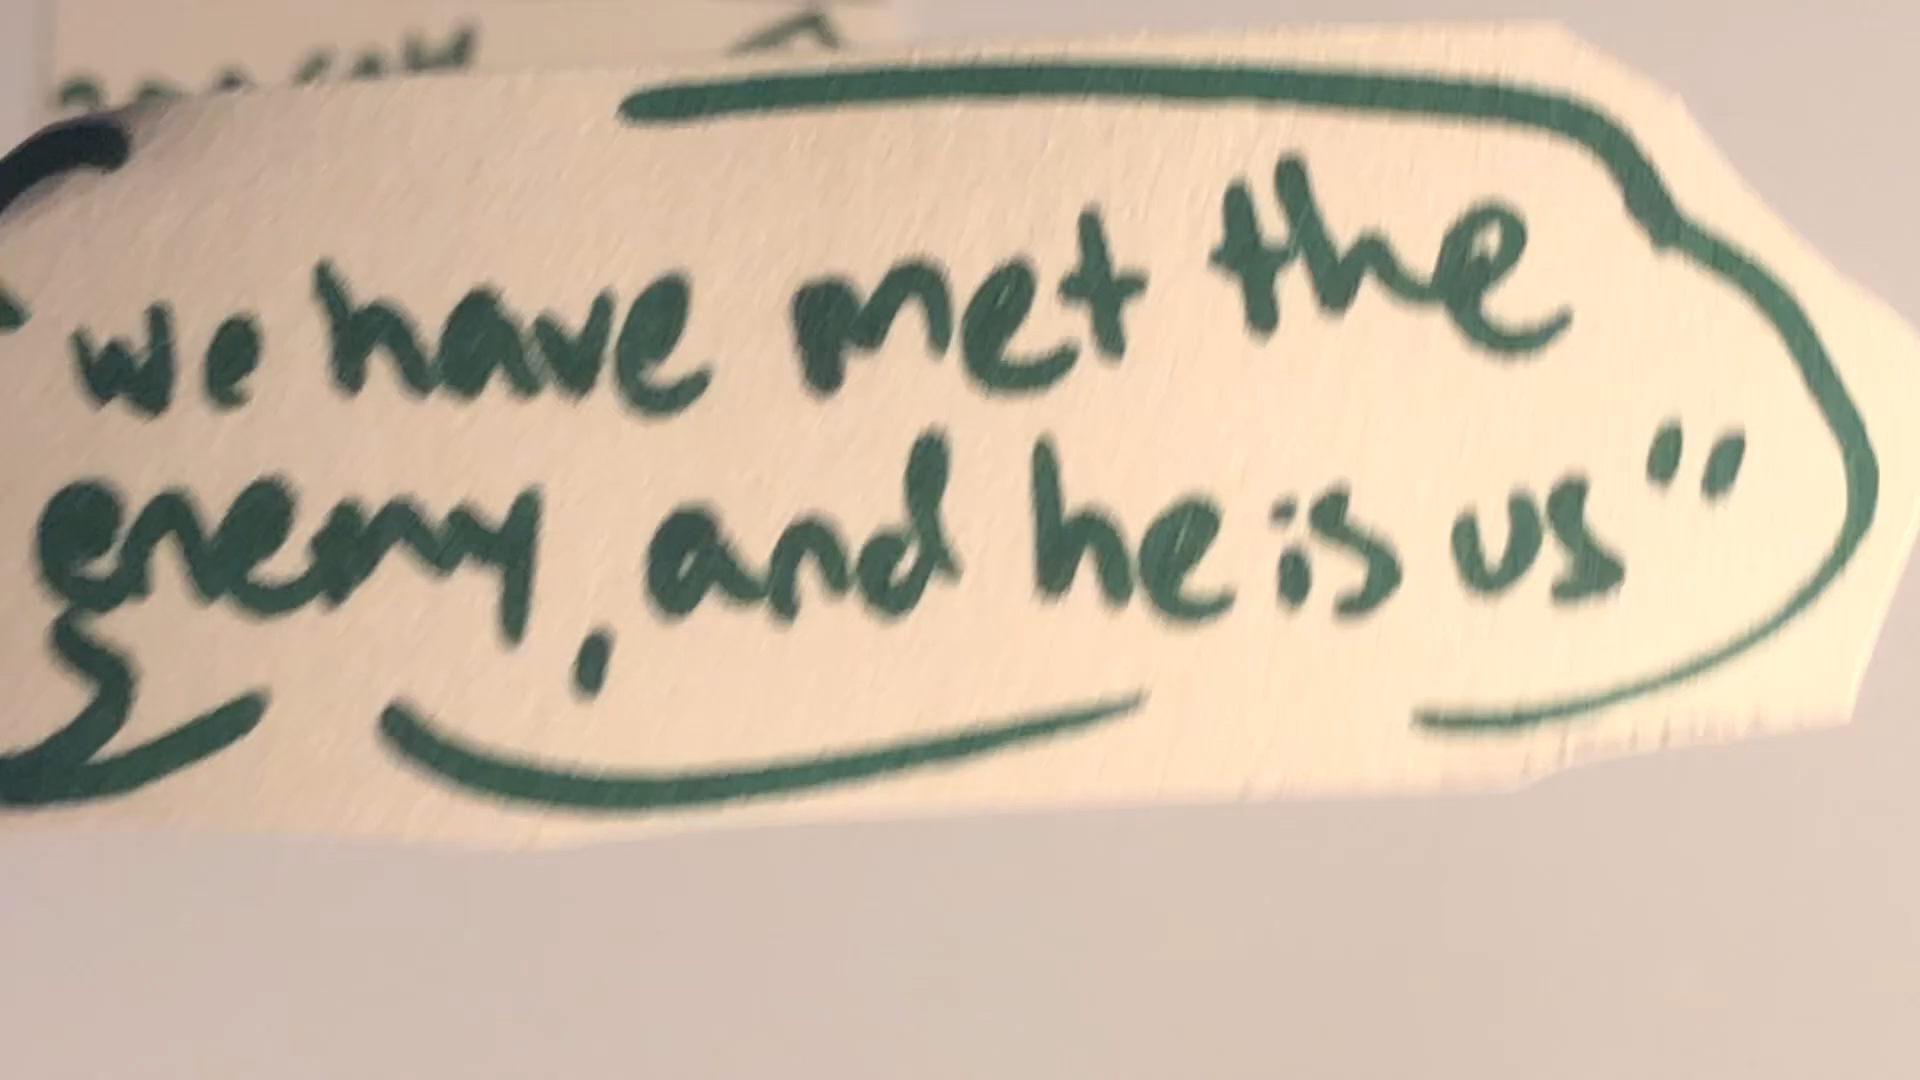 we have met the
enemy, and he is us"